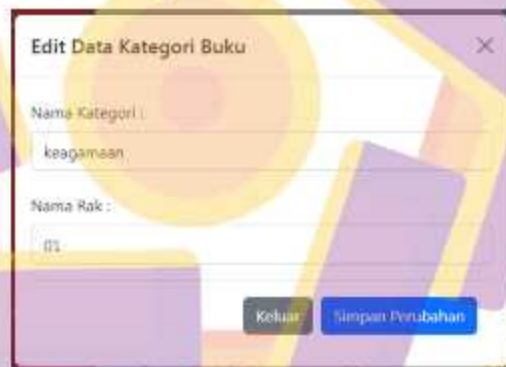 Edit Data Kategori Buku
Nama Kategori :
keagamaan
Nama Rak :
01
Keluar Simpan Perubahan